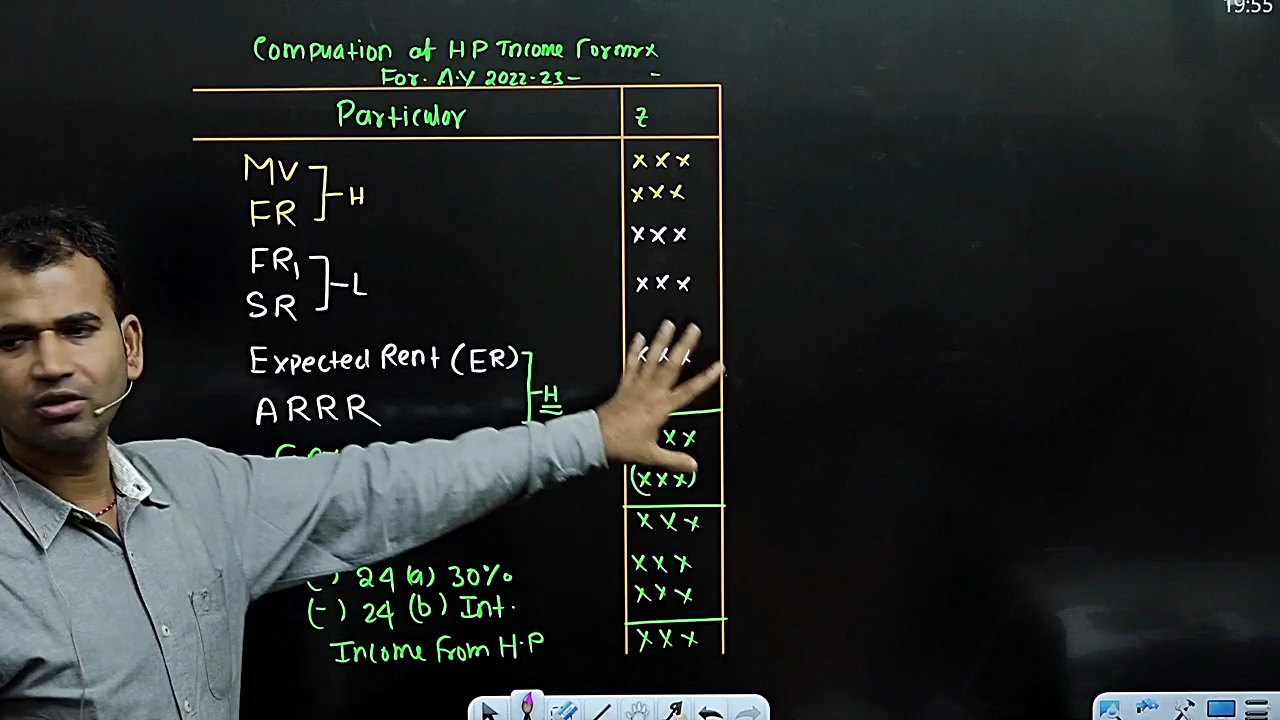 19:55
Compuation of H P Income Formrx
For. A.Y 2022-23-
Particular
z
MV
xxx
FR
H
xxx
FR1
xxx
SR
L
xxx
Expected Rent (ER)
ARRR
H
xx
(xxx)
xxx
(-) 24 (a) 30%
xxx
(-) 24 (b) Int.
xxx
Income From H.P
xxx